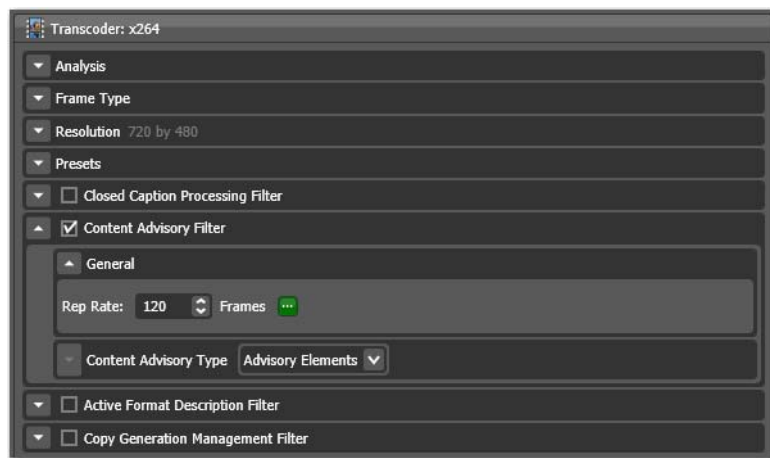 Transcoder: x264
Analysis
Frame Type
Resolution 720 by 480
Presets
Closed Caption Processing Filter
Content Advisory Filter
General
Rep Rate: 120 Frames
Content Advisory Type Advisory Elements
Active Format Description Filter
Copy Generation Management Filter